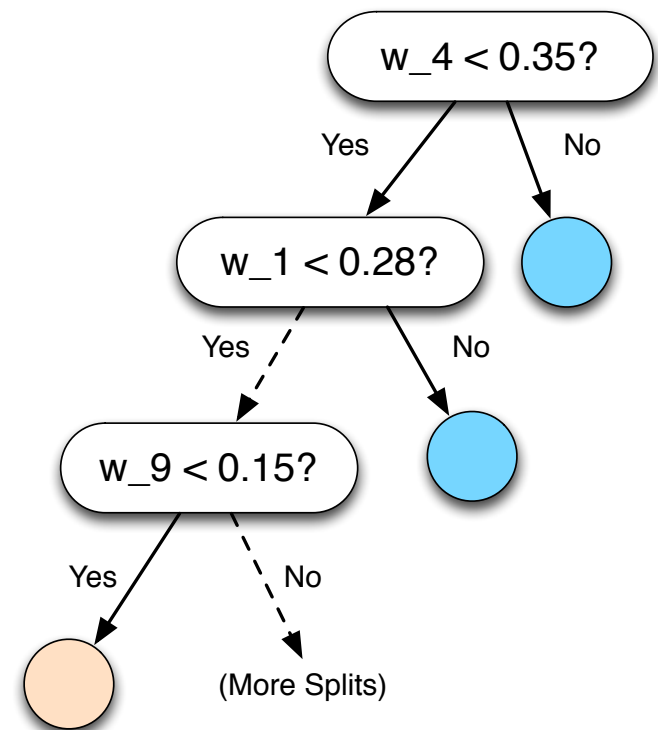 w_4 < 0.35?
Yes
No
w_1 < 0.28?
Yes
No
w_9 < 0.15?
Yes
No
(More Splits)